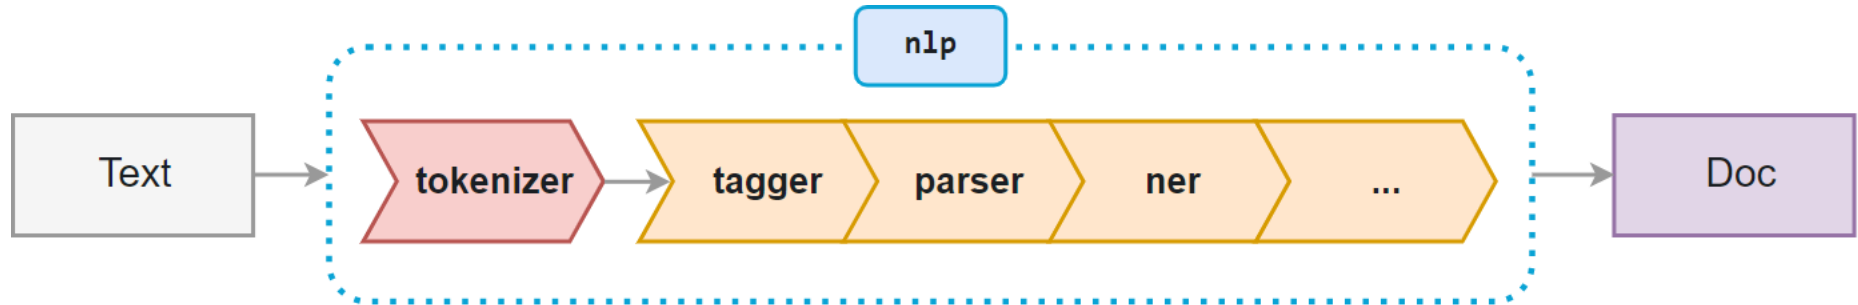 nlp
Text
tokenizer
tagger
parser
ner
...
Doc